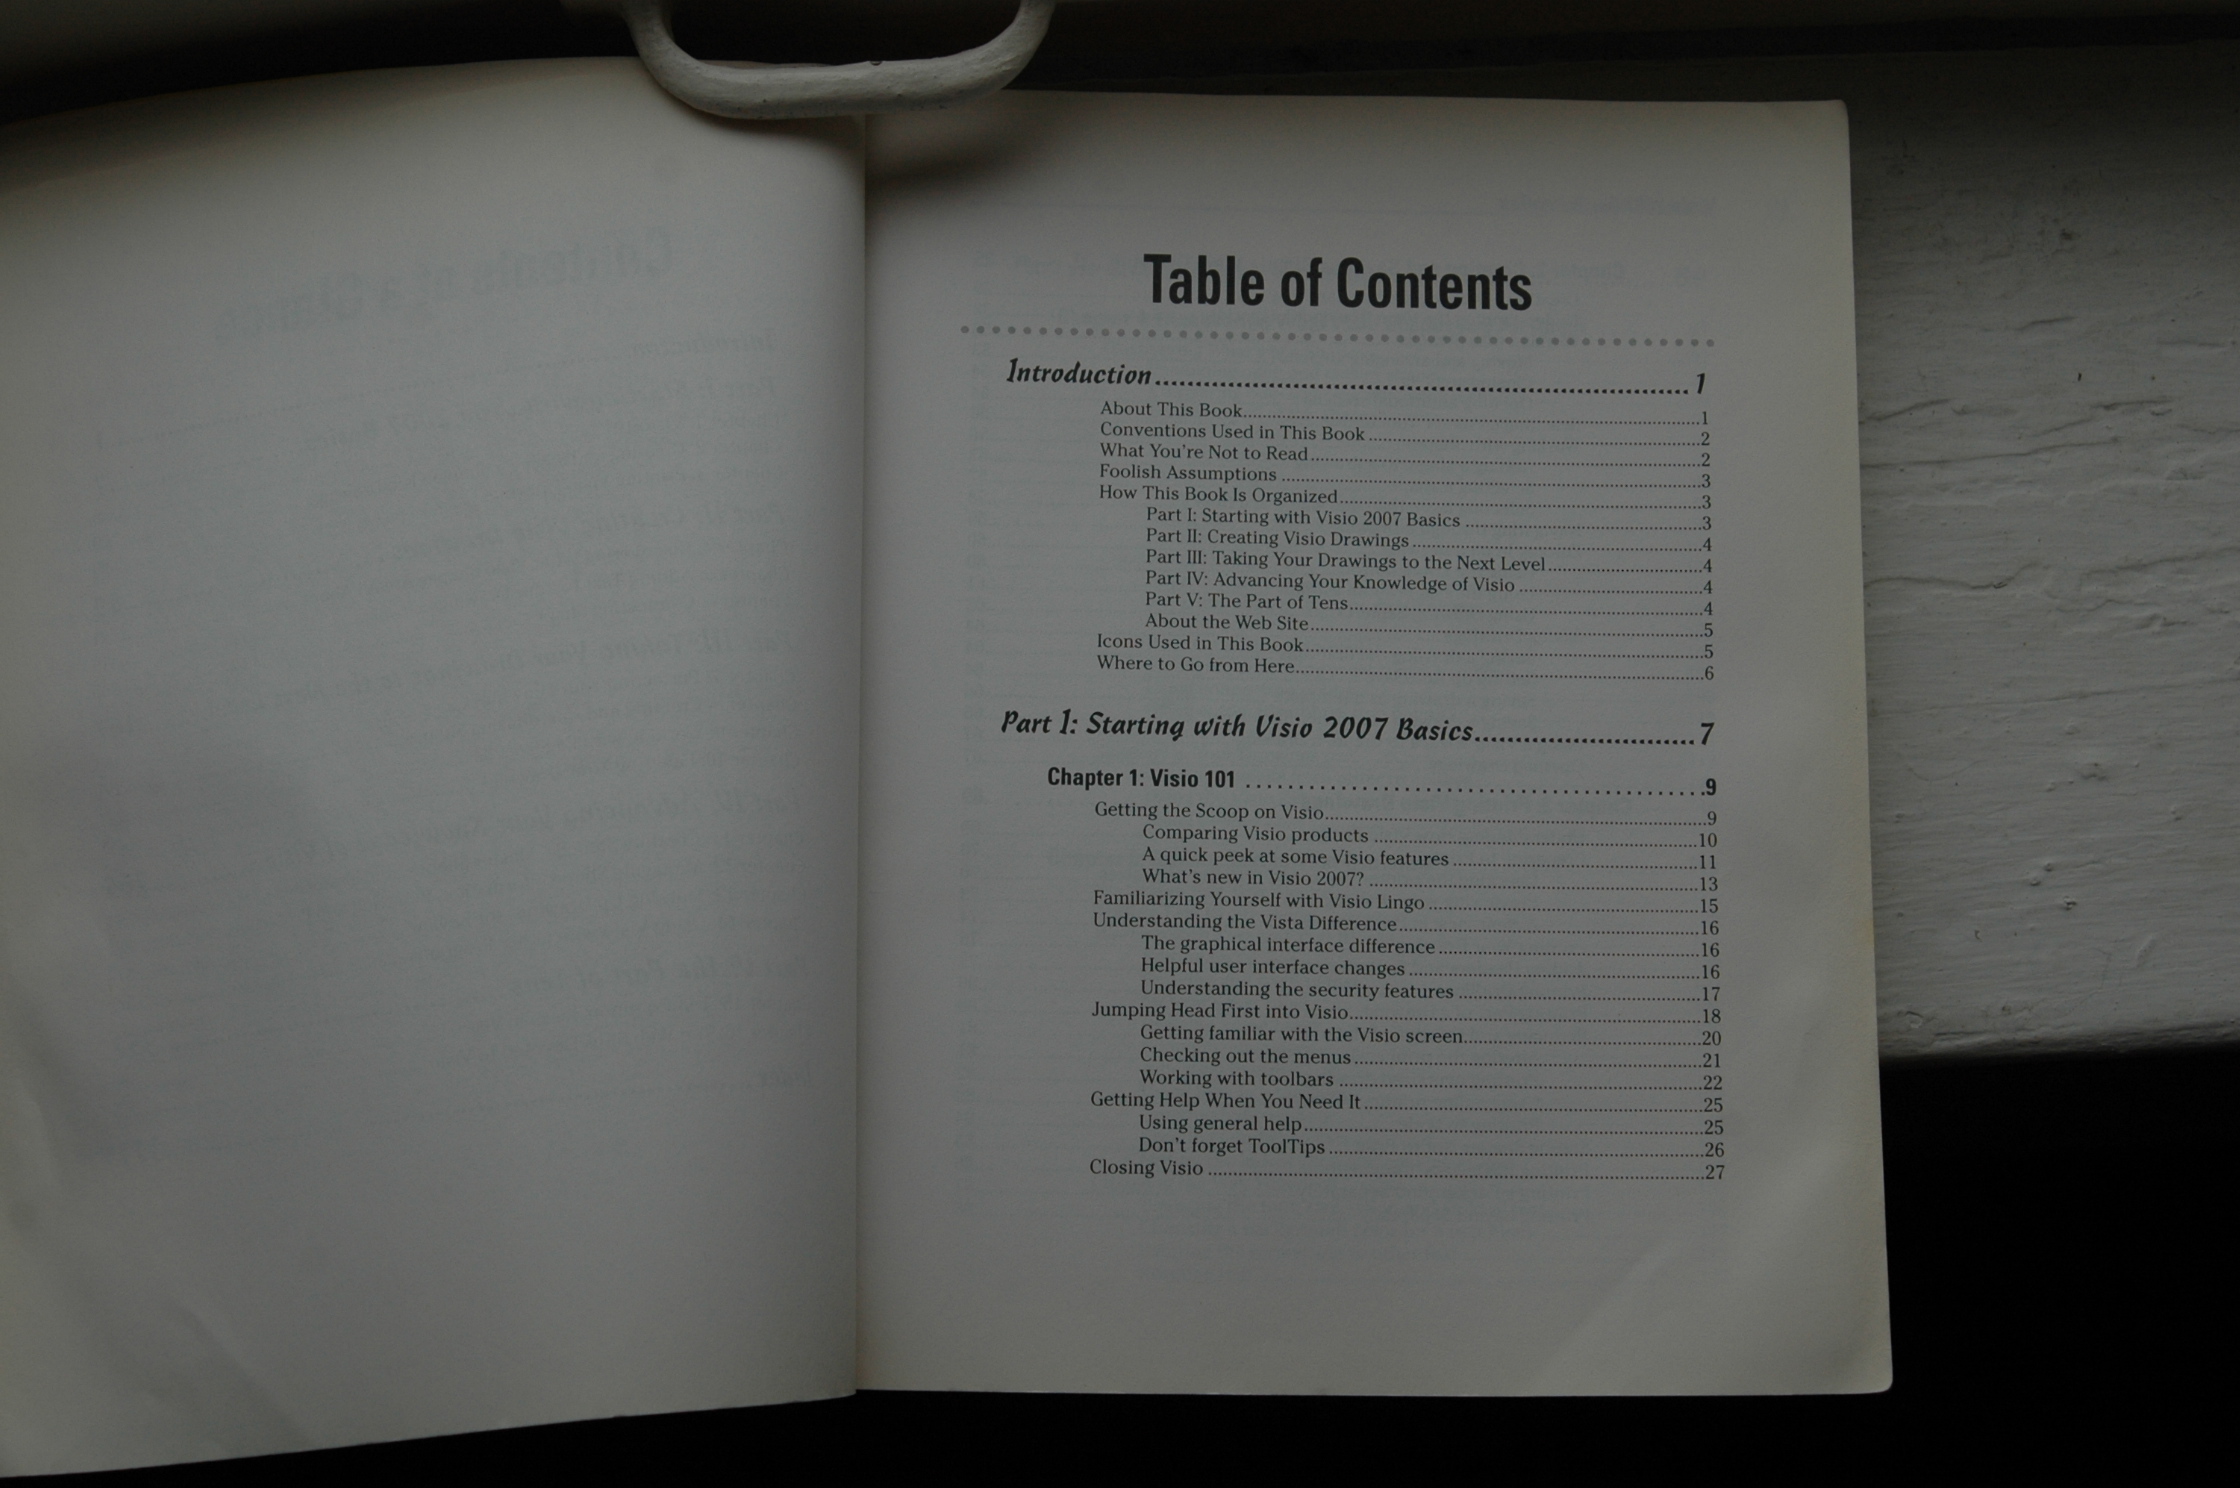 Table of Contents
Introduction.................................................................1
About This Book.................................................................1
Conventions Used in This Book.................................................................2
What You're Not to Read.................................................................2
Foolish Assumptions.................................................................3
How This Book Is Organized.................................................................3
Part I: Starting with Visio 2007 Basics.................................................................3
Part II: Creating Visio Drawings.................................................................4
Part III: Taking Your Drawings to the Next Level.................................................................4
Part IV: Advancing Your Knowledge of Visio.................................................................4
Part V: The Part of Tens.................................................................4
About the Web Site.................................................................5
Icons Used in This Book.................................................................5
Where to Go from Here.................................................................6
Part I: Starting with Visio 2007 Basics...........................7
Chapter 1: Visio 101 . . . . . . . . . . . . . . . . . . . . . . . . . . . . . . . . . . . . . . . . . .9
Getting the Scoop on Visio.................................................................9
Comparing Visio products.................................................................10
A quick peek at some Visio features.................................................................11
What's new in Visio 2007?.................................................................13
Familiarizing Yourself with Visio Lingo.................................................................15
Understanding the Vista Difference.................................................................16
The graphical interface difference.................................................................16
Helpful user interface changes.................................................................16
Understanding the security features.................................................................17
Jumping Head First into Visio.................................................................18
Getting familiar with the Visio screen.................................................................20
Checking out the menus.................................................................21
Working with toolbars.................................................................22
Getting Help When You Need It.................................................................25
Using general help.................................................................25
Don't forget ToolTips.................................................................26
Closing Visio.................................................................27